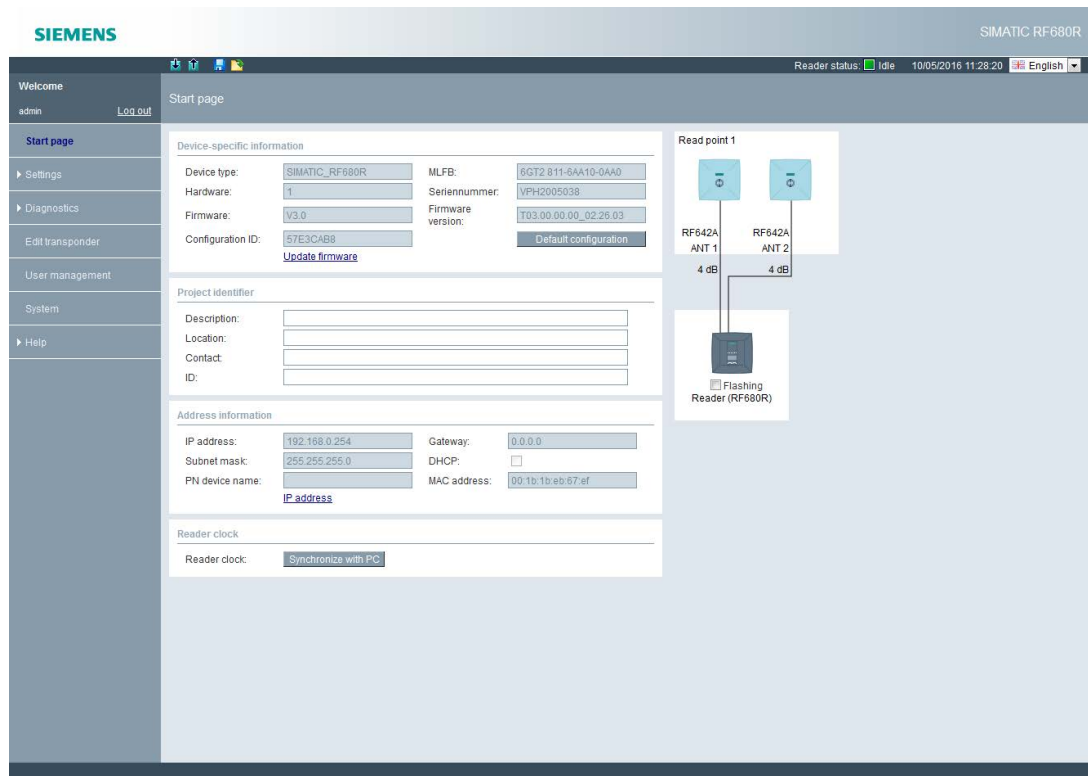 SIEMENS
SIMATIC RF680R
Reader status: Idle 10/05/2016 11:28:20 English
Welcome
admin Log out
Start page
Start page
Settings
Diagnostics
Edit transponder
User management
System
Help
Device-specific information
Device type: SIMATIC_RF680R MLFB: 6GT2 811-6AA10-0AA0
Hardware: 1 Seriennummer: VPH2005038
Firmware: V3.0 Firmware version: T03.00.00.00_02.26.03
Configuration ID: 57E3CAB8 Default configuration
Update firmware
Project identifier
Description:
Location:
Contact:
ID:
Address information
IP address: 192.168.0.254 Gateway: 0.0.0.0
Subnet mask: 255.255.255.0 DHCP:
PN device name: MAC address: 00:1b:1b:eb:67:ef
IP address
Reader clock
Reader clock: Synchronize with PC
Read point 1
RF642A RF642A
ANT 1 ANT 2
4 dB 4 dB
Flashing
Reader (RF680R)